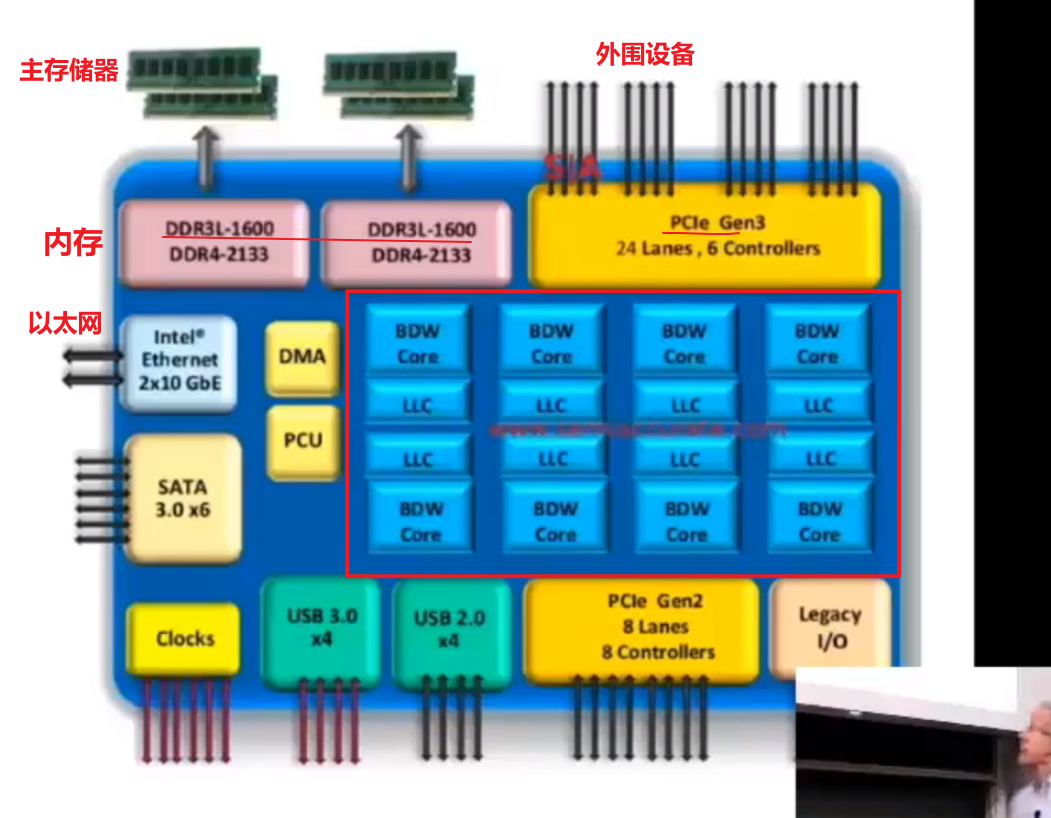 主存储器
外围设备
S|A
内存
DDR3L-1600
DDR4-2133
DDR3L-1600
DDR4-2133
PCIe Gen3
24 Lanes , 6 Controllers
以太网
Intel®
Ethernet
2x10 GbE
DMA
PCU
SATA
3.0 x6
BDW
Core
BDW
Core
BDW
Core
BDW
Core
LLC
LLC
LLC
LLC
www.semiaccurate.com
LLC
LLC
LLC
LLC
BDW
Core
BDW
Core
BDW
Core
BDW
Core
Clocks
USB 3.0
x4
USB 2.0
x4
PCIe Gen2
8 Lanes
8 Controllers
Legacy
I/O